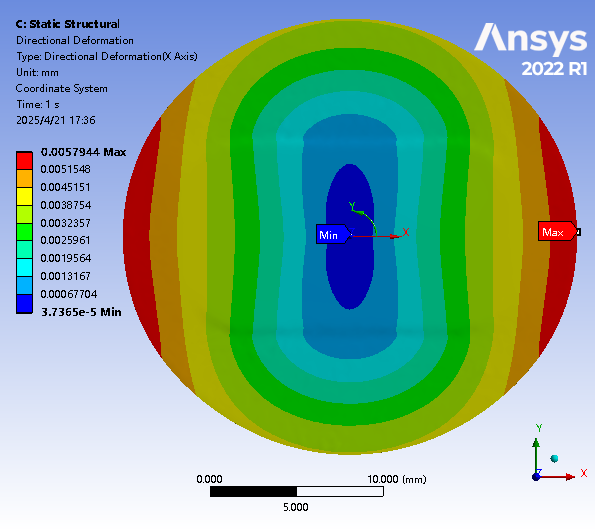 C: Static Structural
Directional Deformation
Type: Directional Deformation(X Axis)
Unit: mm
Coordinate System
Time: 1 s
2025/4/21 17:36
Ansys
2022 R1
0.0057944 Max
0.0051548
0.0045151
0.0038754
0.0032357
0.0025961
0.0019564
0.0013167
0.00067704
3.7365e-5 Min
Y
X
Min
Max
0.000
10.000 (mm)
5.000
Y
X
Z